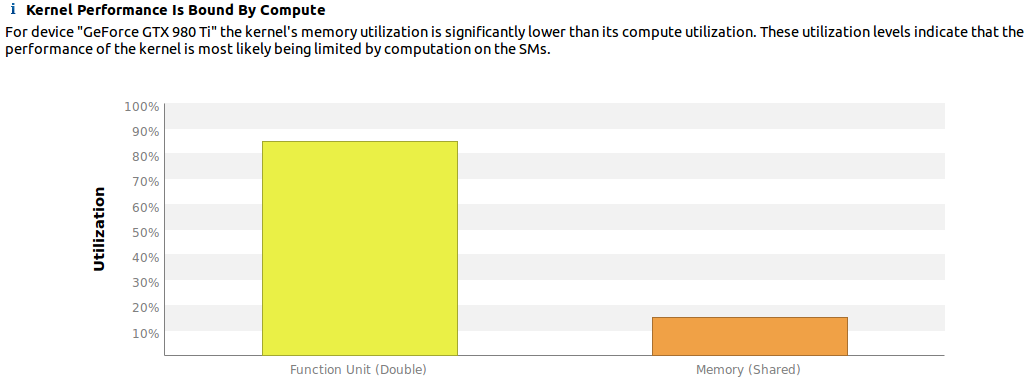 i Kernel Performance Is Bound By Compute
For device "GeForce GTX 980 Ti" the kernel's memory utilization is significantly lower than its compute utilization. These utilization levels indicate that the
performance of the kernel is most likely being limited by computation on the SMs.
100%
90%
80%
70%
60%
50%
40%
30%
20%
10%
Utilization
Function Unit (Double)
Memory (Shared)